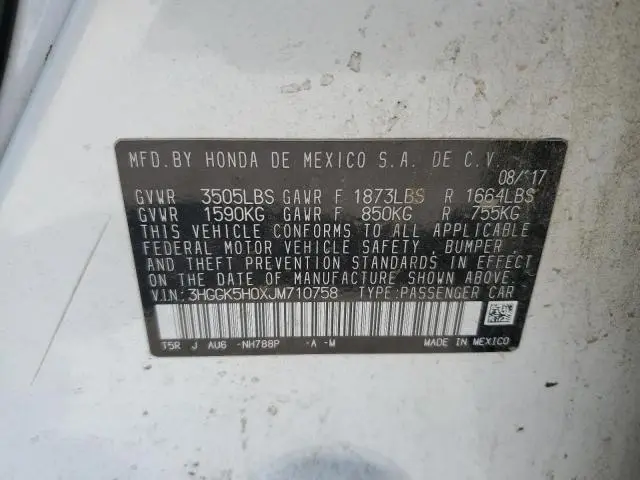 MFD. BY HONDA DE MEXICO S.A. DE C.V.
08/17
GVWR 3505LBS GAWR F 1873LBS R 1664LBS
GVWR 1590KG GAWR F 850KG R 755KG
THIS VEHICLE CONFORMS TO ALL APPLICABLE
FEDERAL MOTOR VEHICLE SAFETY, BUMPER,
AND THEFT PREVENTION STANDARDS IN EFFECT
ON THE DATE OF MANUFACTURE SHOWN ABOVE.
V.I.N: 3HGGK5H0XJM710758 TYPE:PASSENGER CAR
T5R J AUG -NH788P -A -M MADE IN MEXICO